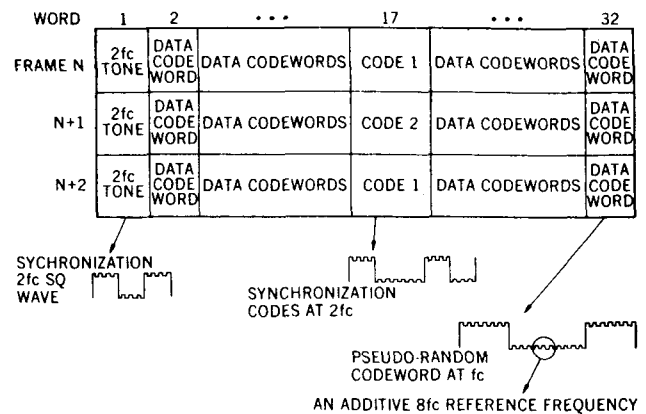 WORD 1 2 • • • 17 • • • 32
FRAME N
2fc TONE
DATA CODE WORD
DATA CODEWORDS
CODE 1
DATA CODEWORDS
DATA CODE WORD
N+1
2fc TONE
DATA CODE WORD
DATA CODEWORDS
CODE 2
DATA CODEWORDS
DATA CODE WORD
N+2
2fc TONE
DATA CODE WORD
DATA CODEWORDS
CODE 1
DATA CODEWORDS
DATA CODE WORD
SYCHRONIZATION
2fc SQ
WAVE
SYNCHRONIZATION
CODES AT 2fc
PSEUDO-RANDOM
CODEWORD AT fc
AN ADDITIVE 8fc REFERENCE FREQUENCY